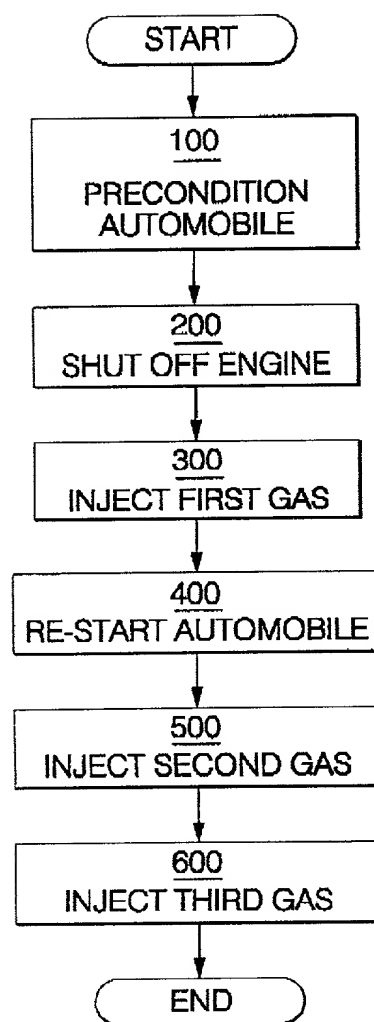 START
100
PRECONDITION
AUTOMOBILE
200
SHUT OFF ENGINE
300
INJECT FIRST GAS
400
RE-START AUTOMOBILE
500
INJECT SECOND GAS
600
INJECT THIRD GAS
END